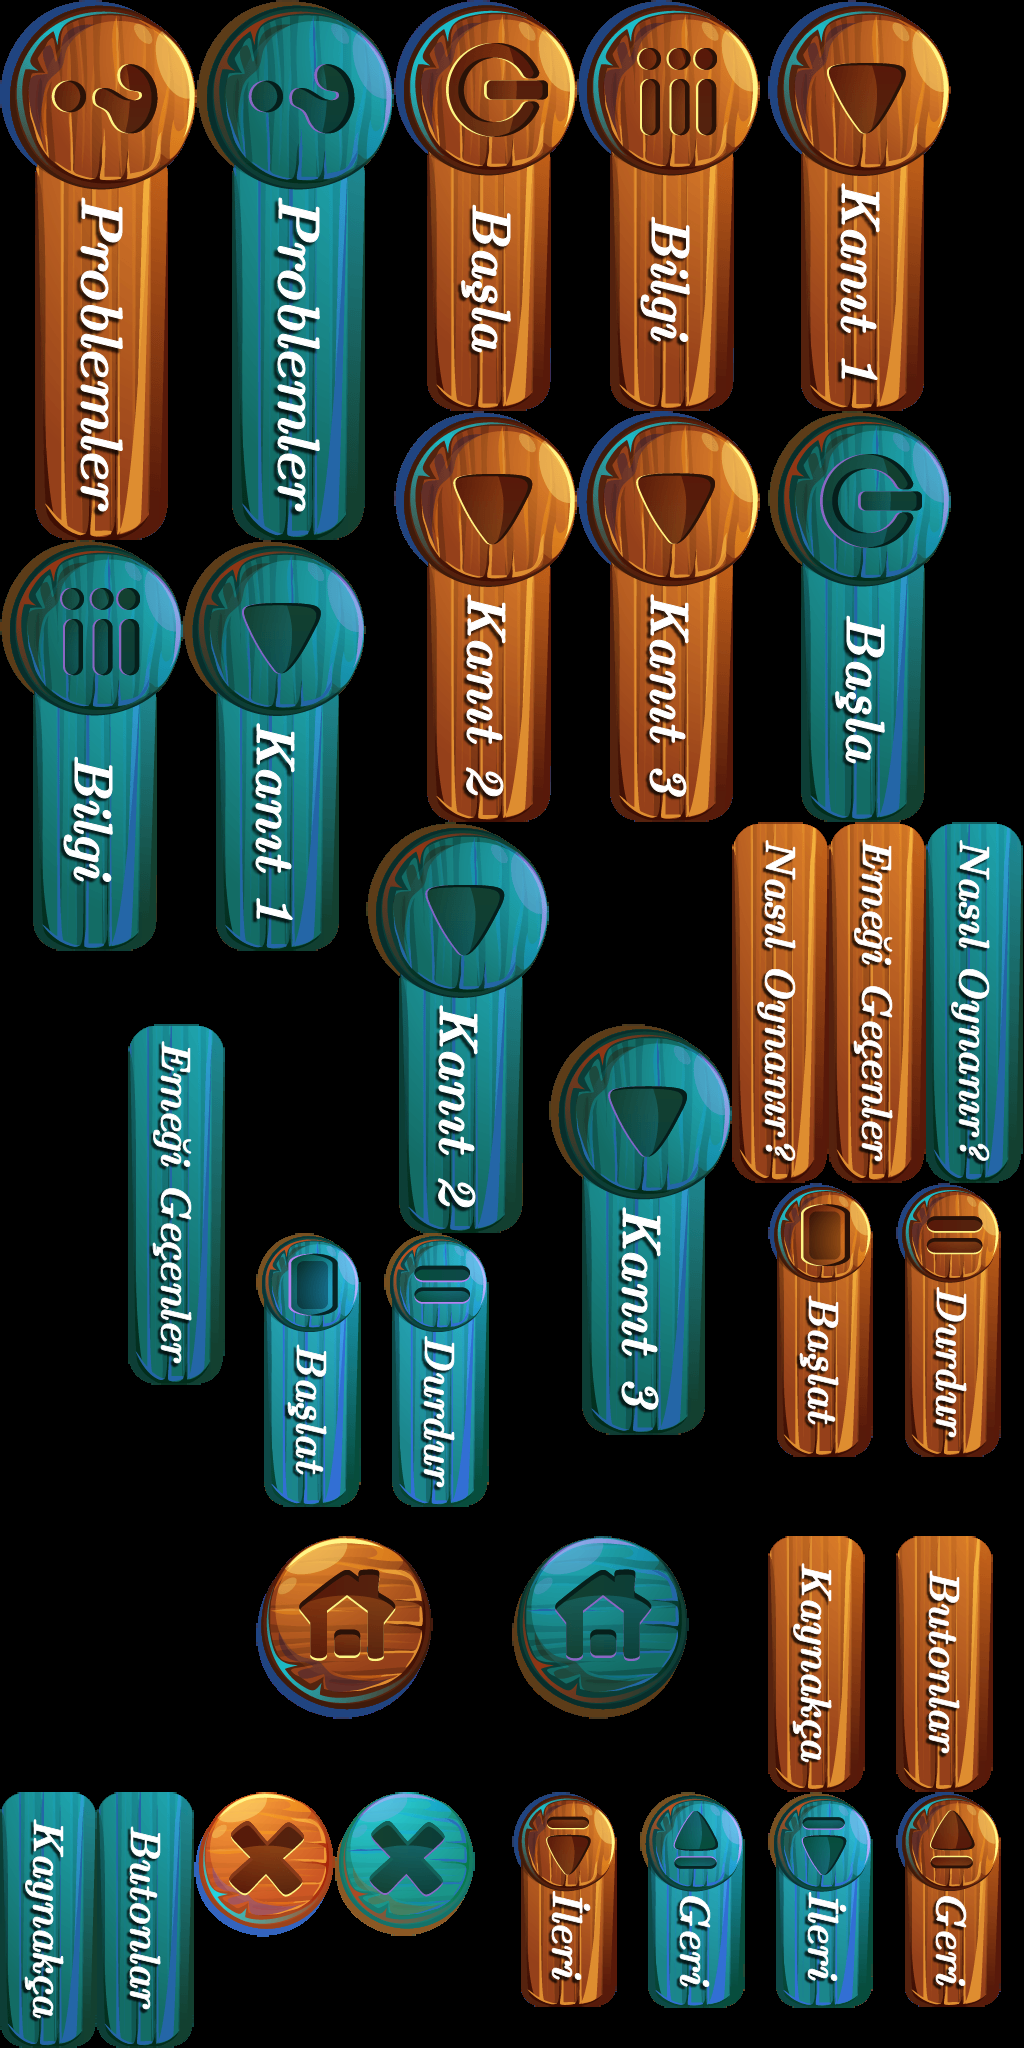 Problemler
Problemler
Başla
Bilgi
Kanıt 1
Kanıt 2
Kanıt 3
Başla
Bilgi
Kanıt 1
Kanıt 2
Nasıl Oynanır?
Emeği Geçenler
Nasıl Oynanır?
Emeği Geçenler
Kanıt 3
Başlat
Durdur
Başlat
Durdur
Kaynakça
Butonlar
Kaynakça
Butonlar
İleri
Geri
İleri
Geri